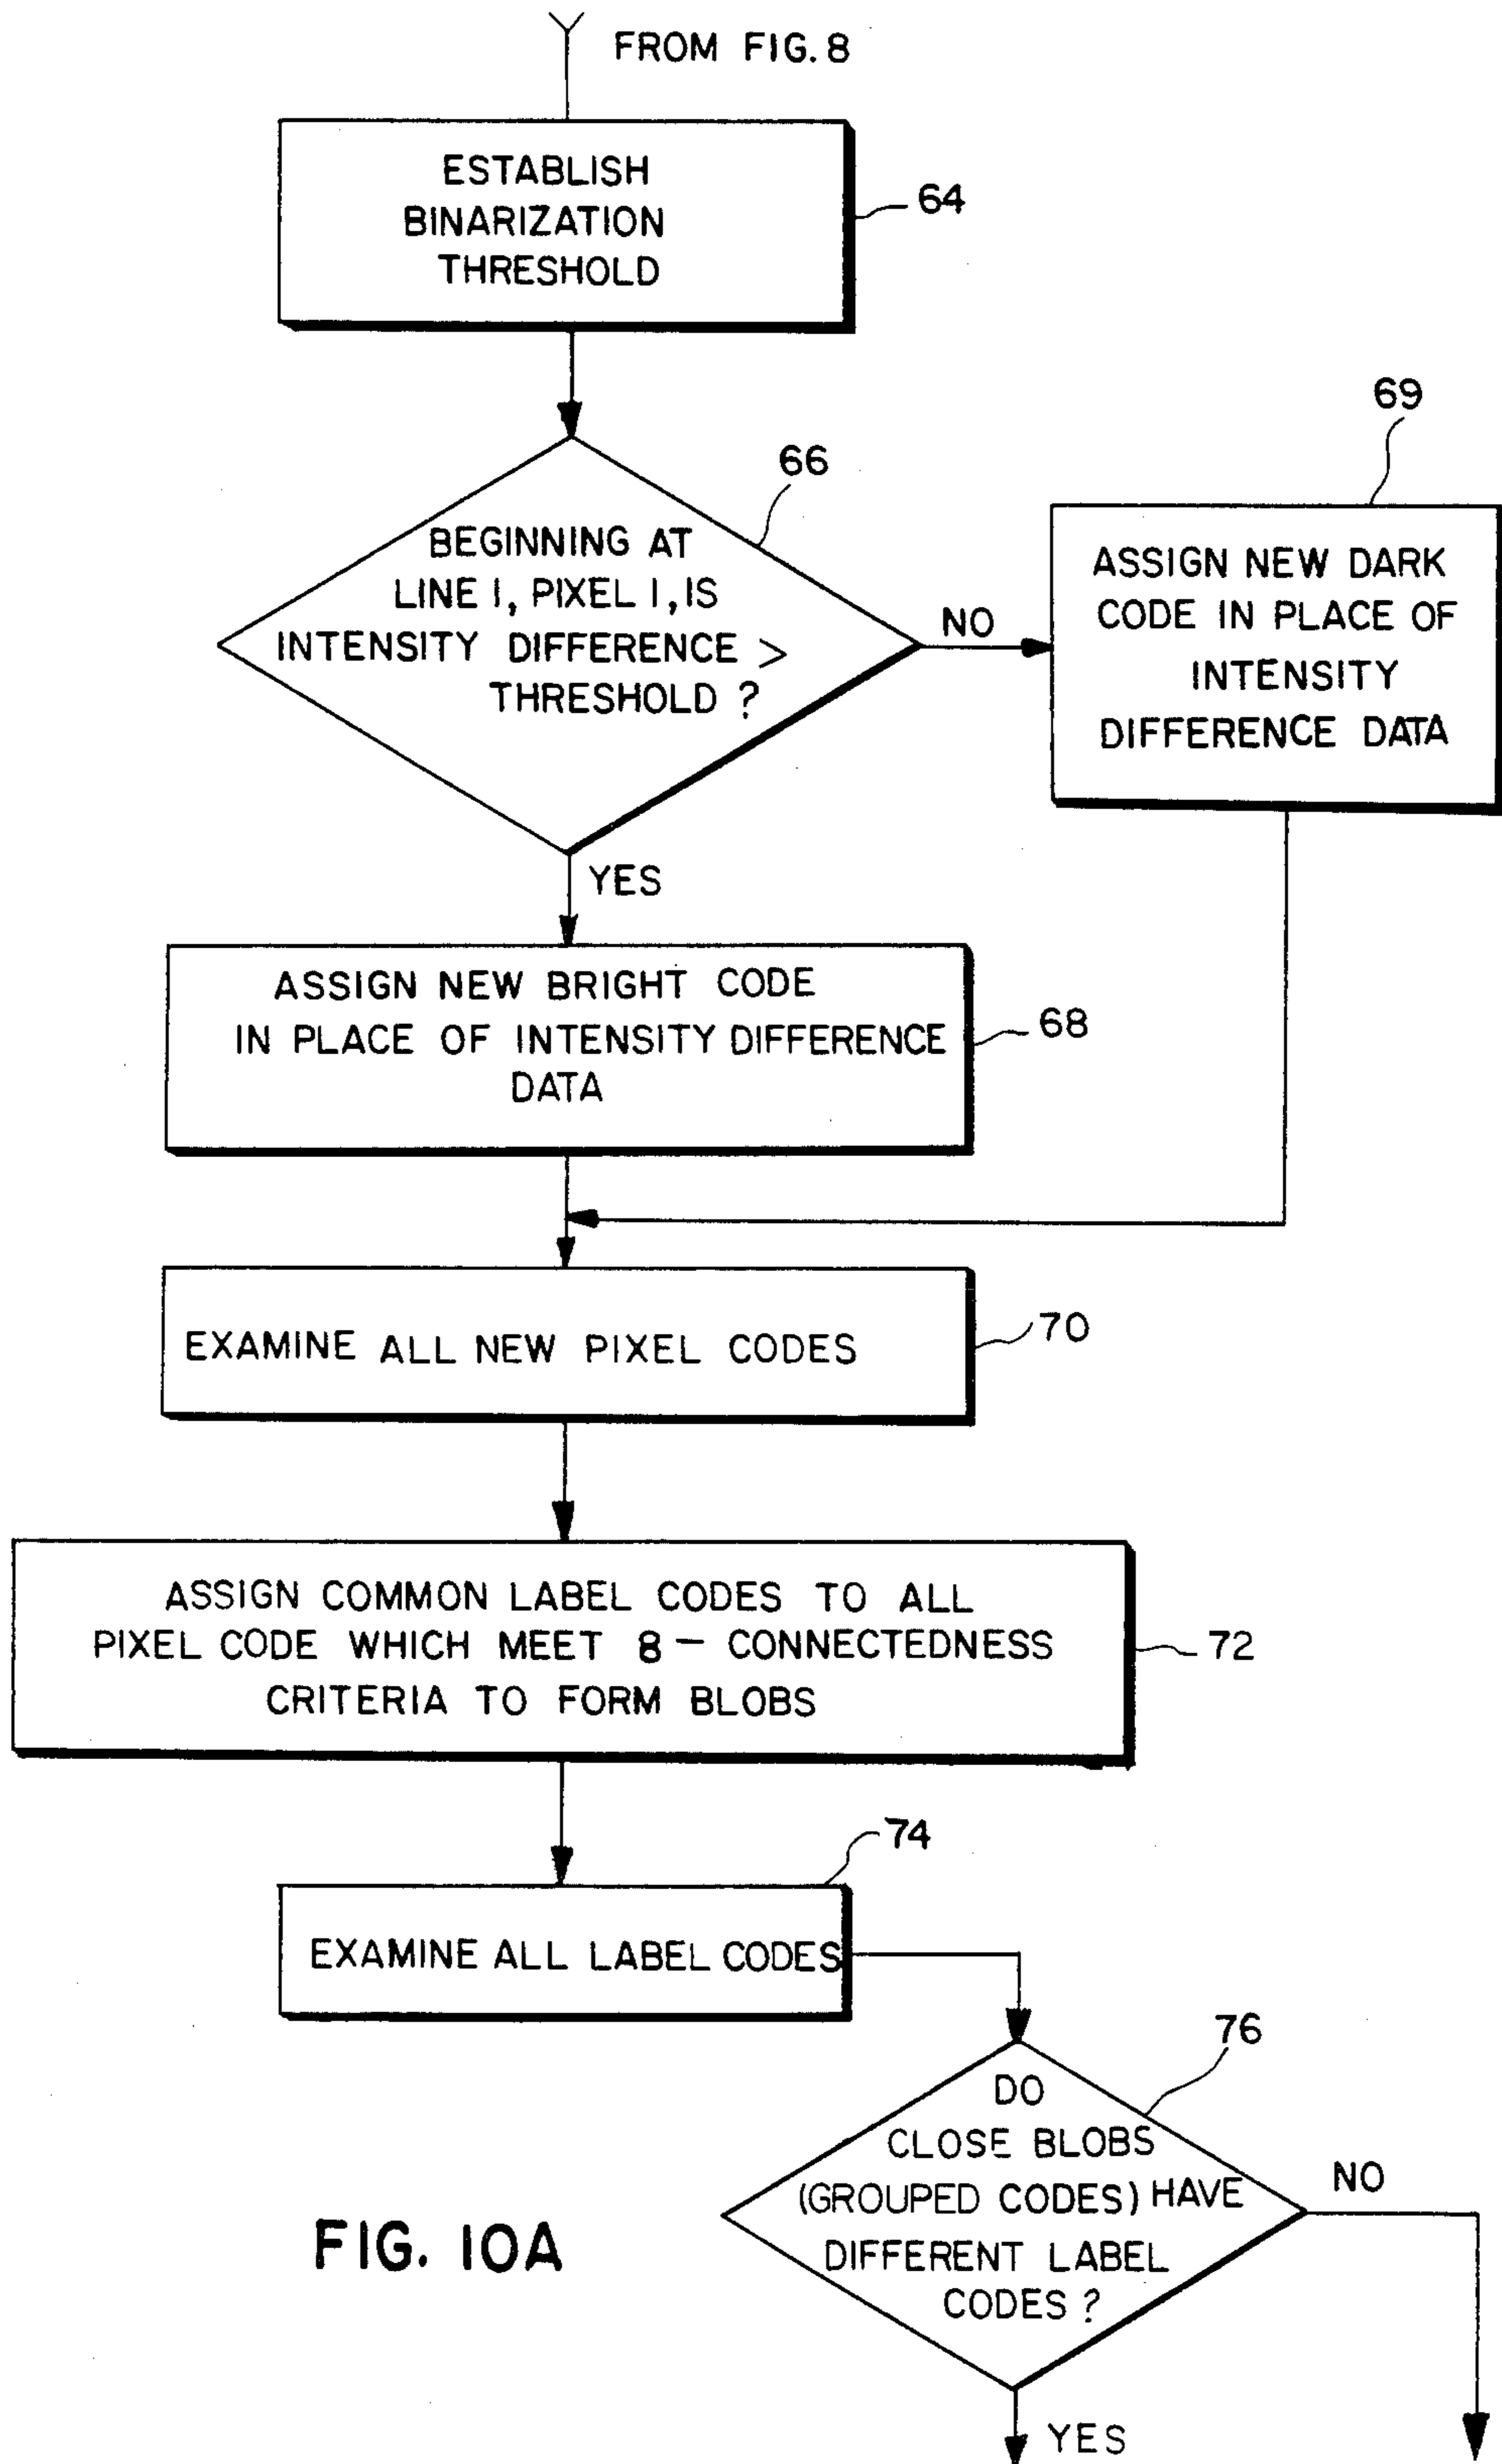 FROM FIG. 8
ESTABLISH
BINARIZATION
THRESHOLD
64
66
BEGINNING AT
LINE 1, PIXEL 1, IS
INTENSITY DIFFERENCE >
THRESHOLD ?
NO
69
ASSIGN NEW DARK
CODE IN PLACE OF
INTENSITY
DIFFERENCE DATA
YES
ASSIGN NEW BRIGHT CODE
IN PLACE OF INTENSITY DIFFERENCE
DATA
68
EXAMINE ALL NEW PIXEL CODES
70
ASSIGN COMMON LABEL CODES TO ALL
PIXEL CODE WHICH MEET 8 - CONNECTEDNESS
CRITERIA TO FORM BLOBS
72
74
EXAMINE ALL LABEL CODES
76
DO
CLOSE BLOBS
(GROUPED CODES) HAVE
DIFFERENT LABEL
CODES ?
NO
YES
FIG. 10A